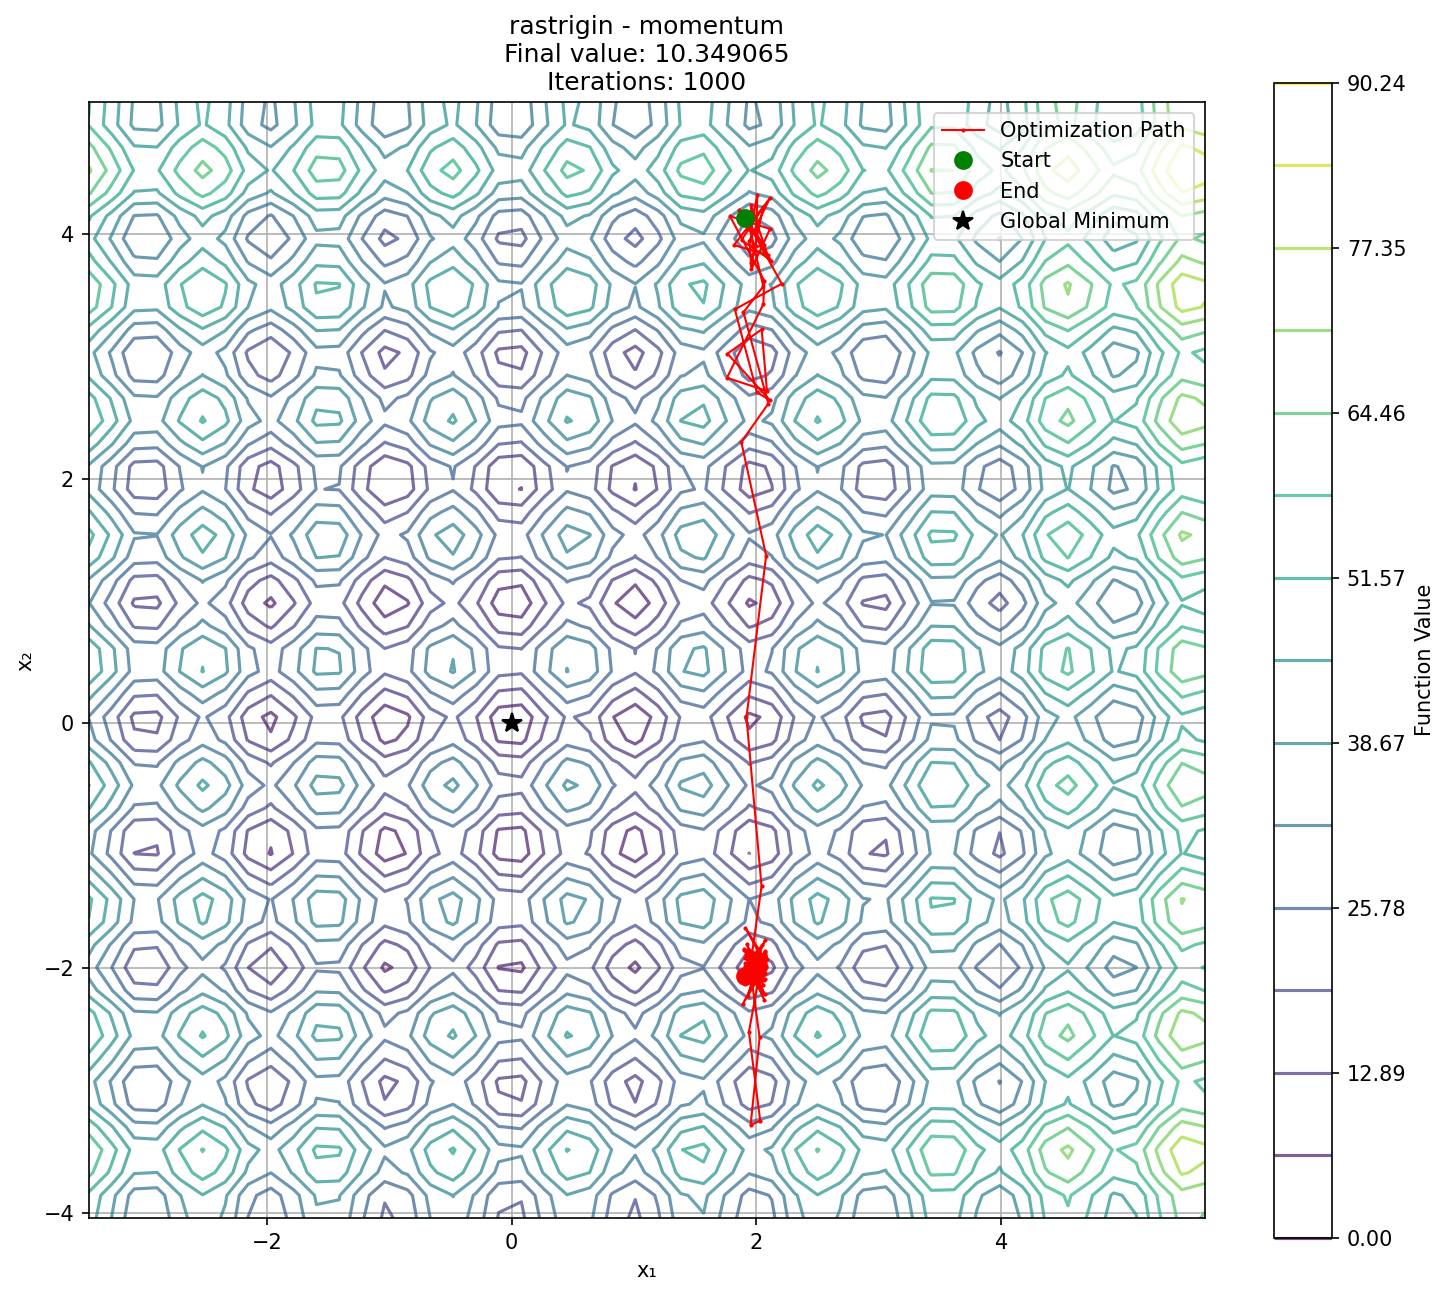 rastrigin - momentum
Final value: 10.349065
Iterations: 1000
Optimization Path
Start
End
Global Minimum
4
2
0
−2
−4
−2
0
2
4
x₁
x₂
90.24
77.35
64.46
51.57
38.67
25.78
12.89
0.00
Function Value